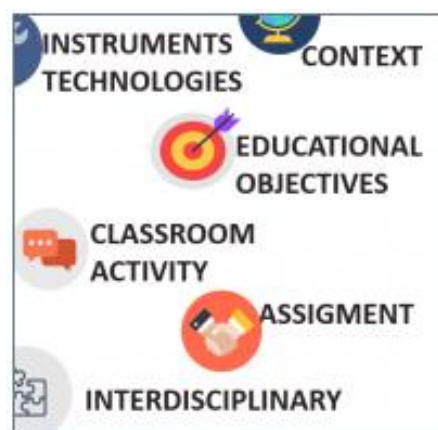 INSTRUMENTS
TECHNOLOGIES
CONTEXT
EDUCATIONAL
OBJECTIVES
CLASSROOM
ACTIVITY
ASSIGMENT
INTERDISCIPLINARY